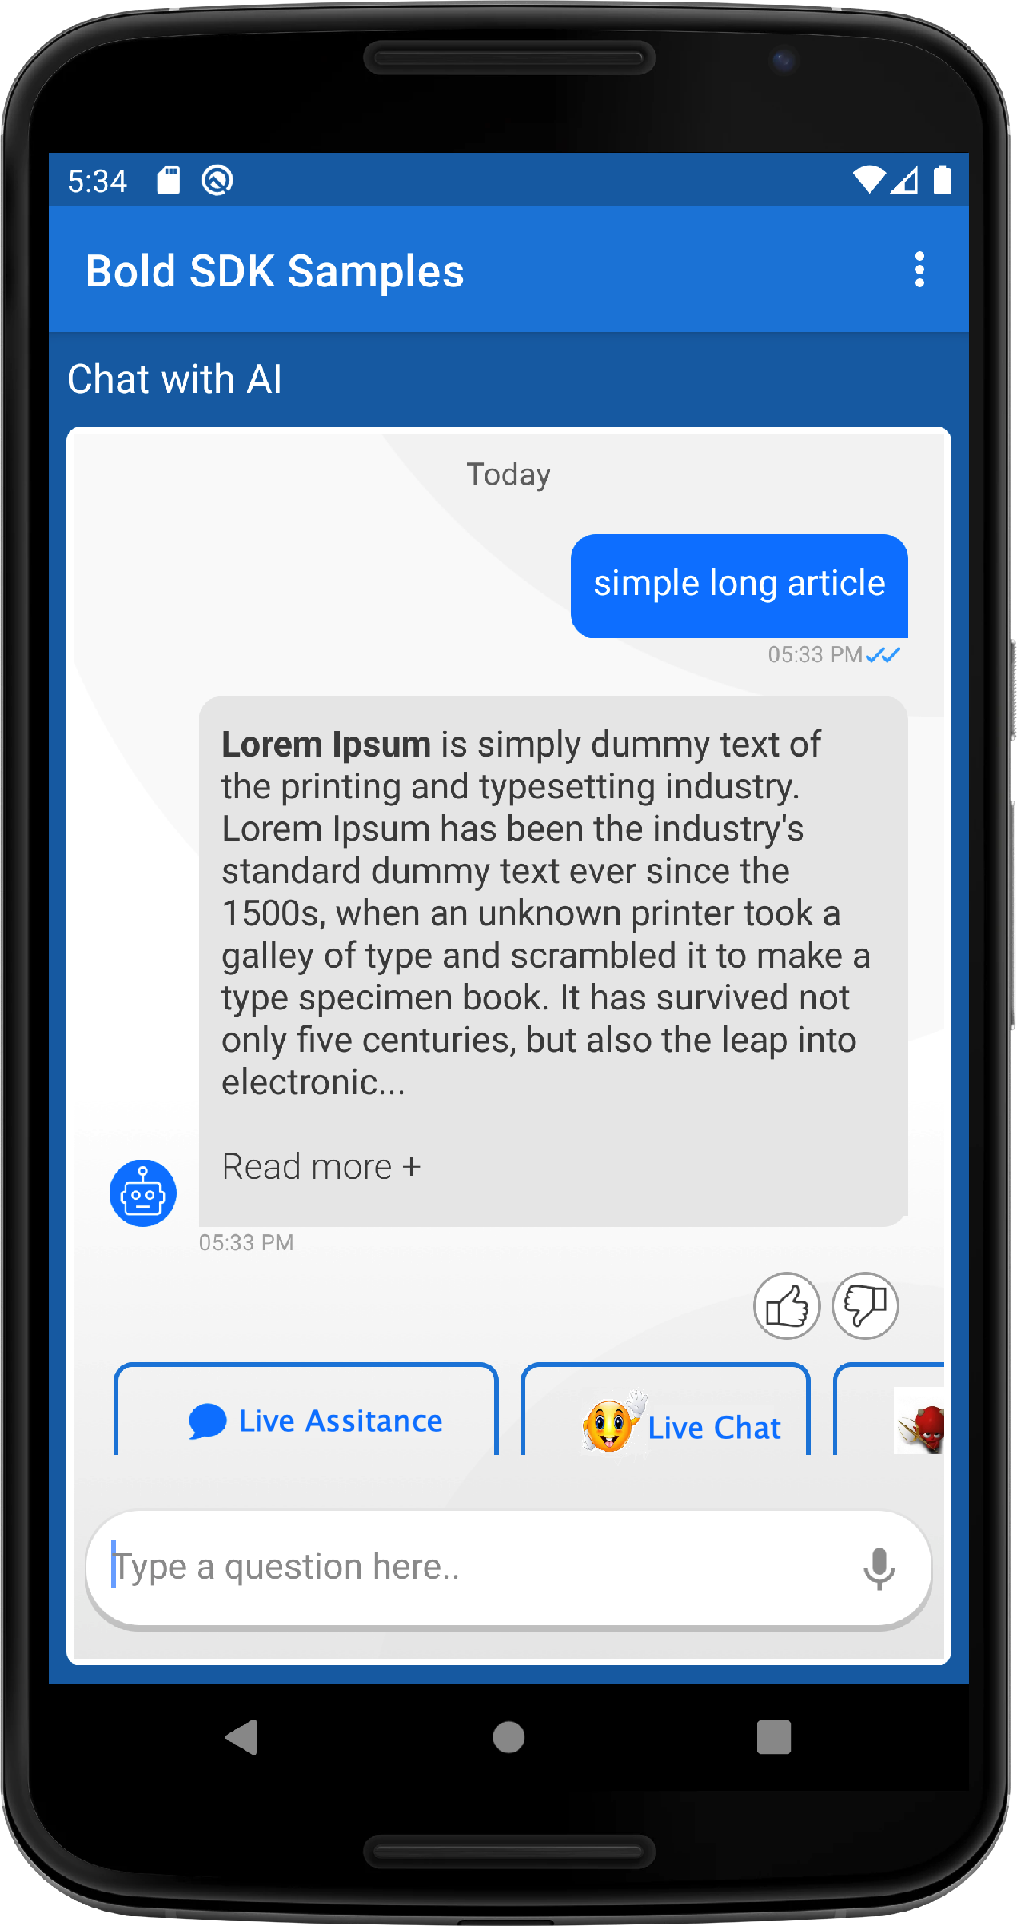 5:34
Bold SDK Samples
Chat with AI
Today
simple long article
05:33 PM
Lorem Ipsum is simply dummy text of
the printing and typesetting industry.
Lorem Ipsum has been the industry's
standard dummy text ever since the
1500s, when an unknown printer took a
galley of type and scrambled it to make a
type specimen book. It has survived not
only five centuries, but also the leap into
electronic...
Read more +
05:33 PM
Live Assitance
Live Chat
Type a question here..